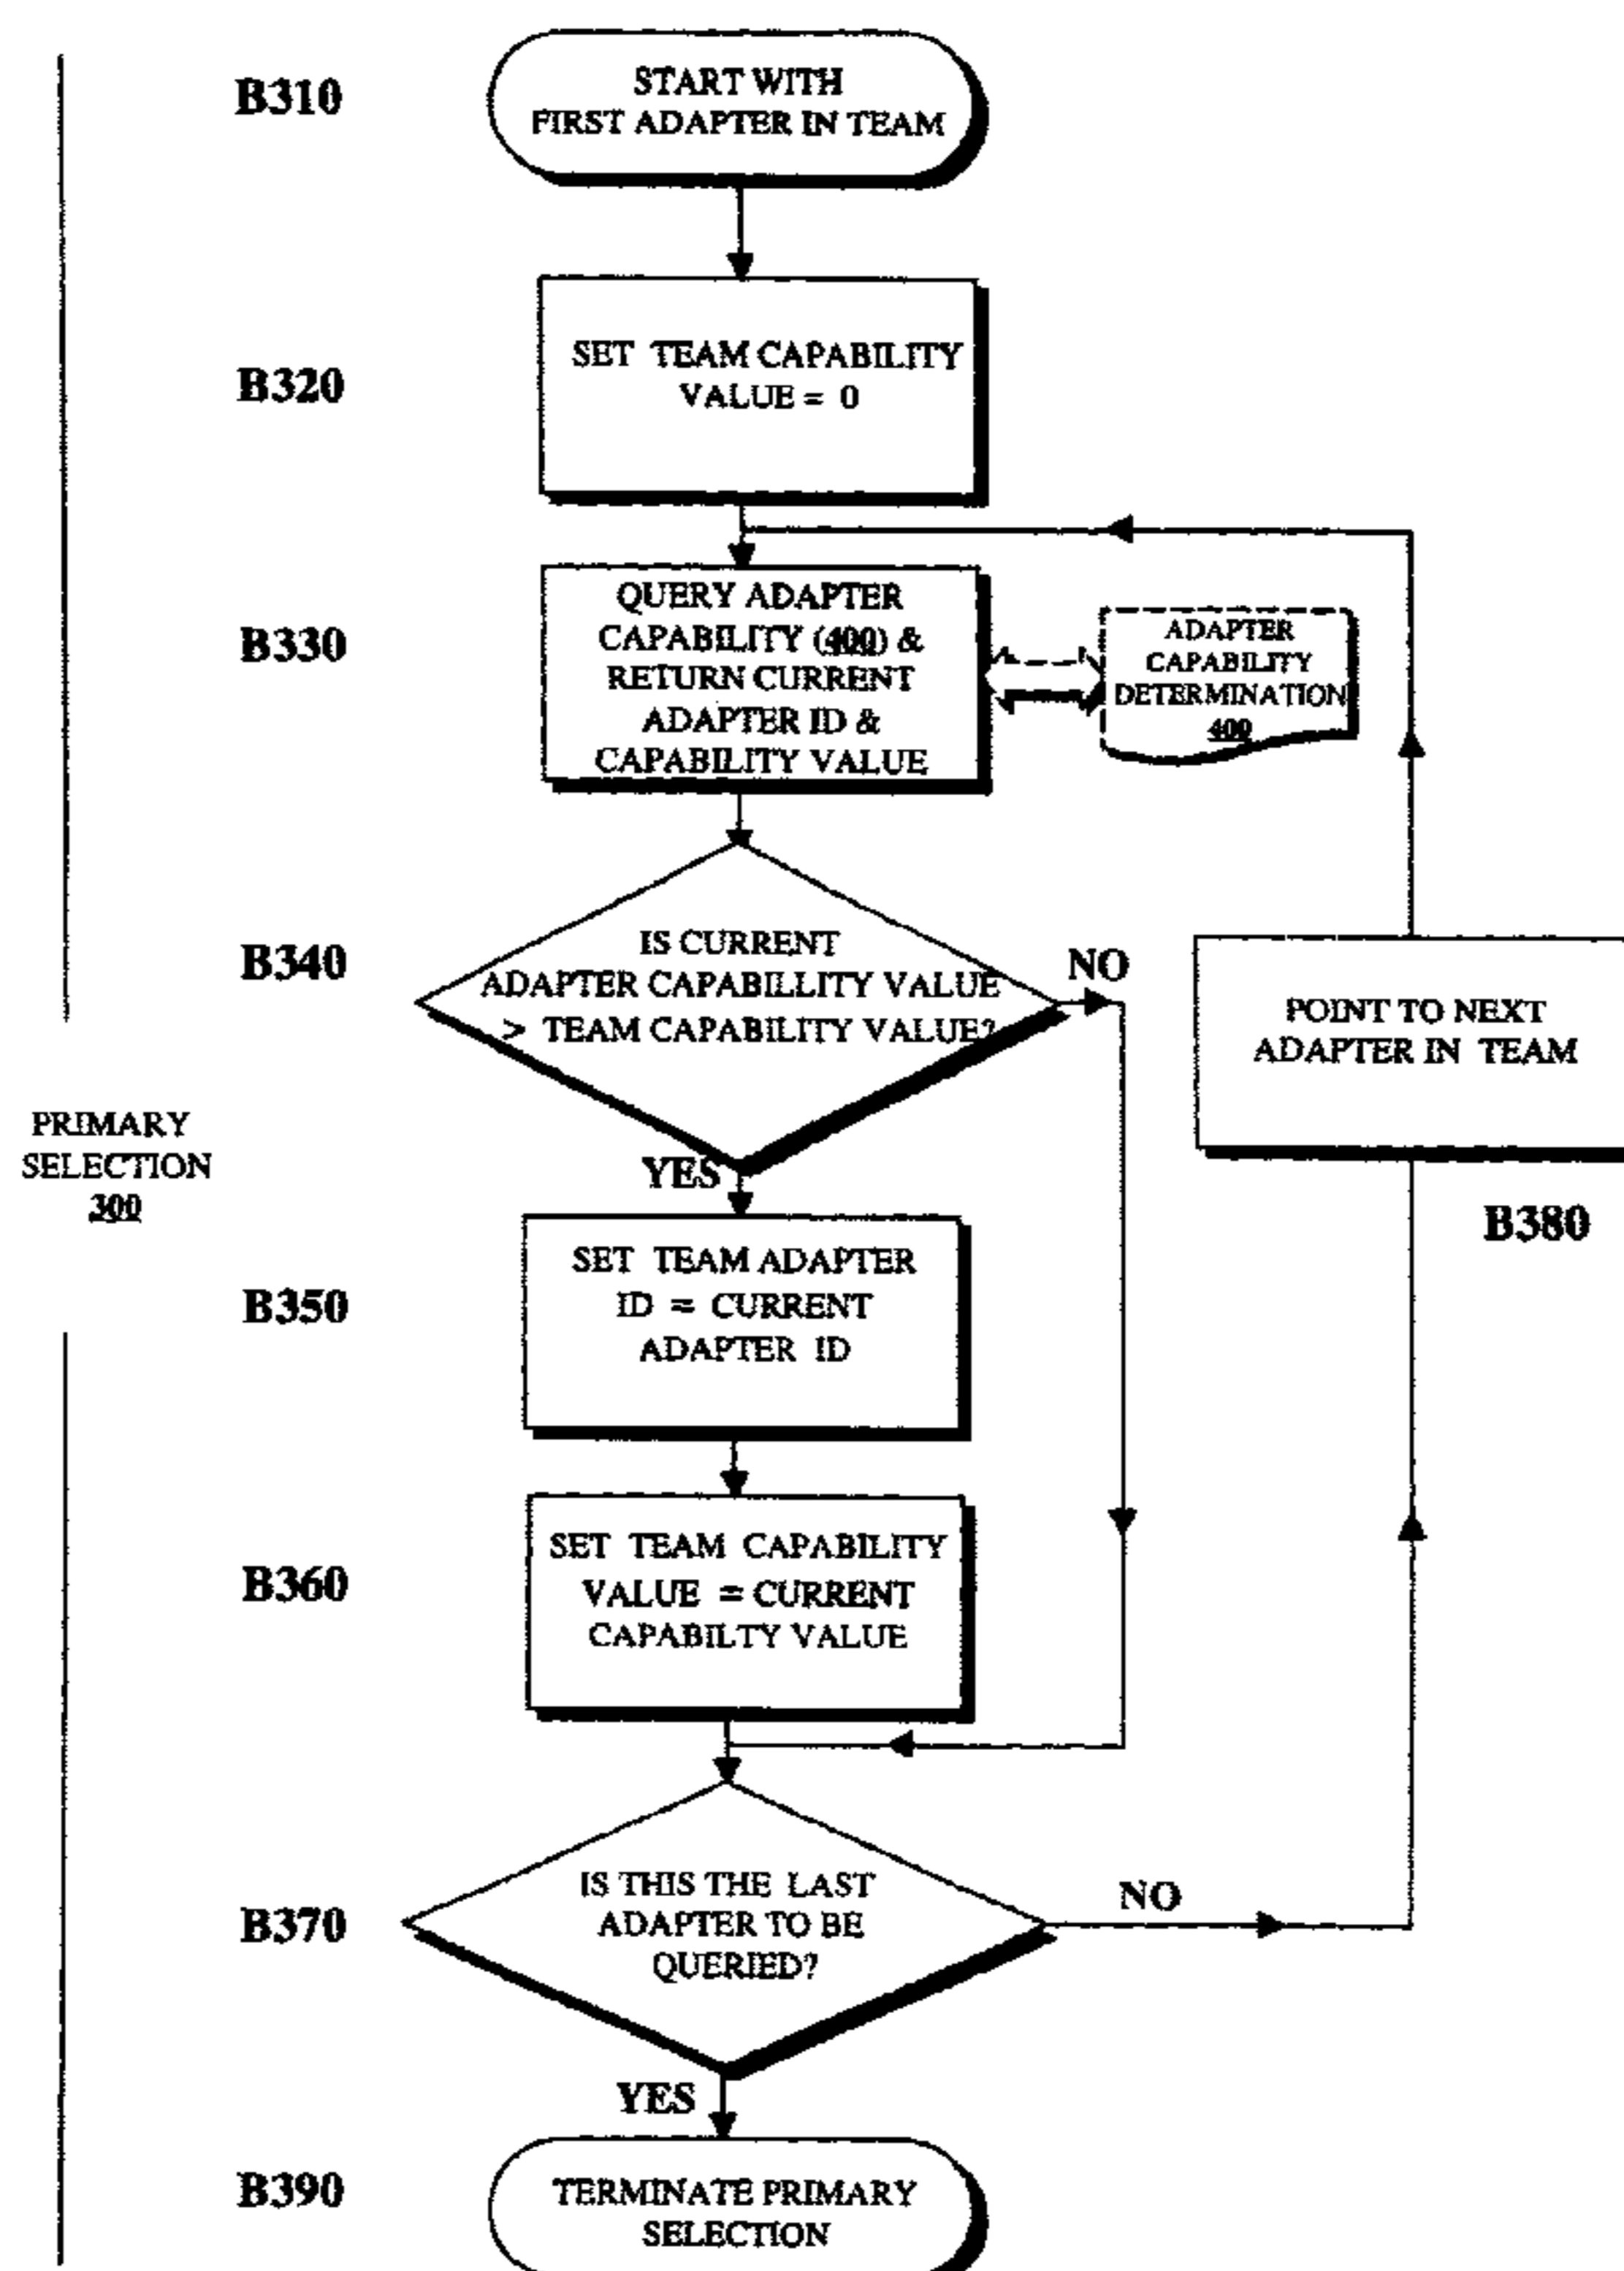 B310
START WITH
FIRST ADAPTER IN TEAM
B320
SET TEAM CAPABILITY
VALUE = 0
B330
QUERY ADAPTER
CAPABILITY (400) &
RETURN CURRENT
ADAPTER ID &
CAPABILITY VALUE
ADAPTER
CAPABILITY
DETERMINATION
400
B340
IS CURRENT
ADAPTER CAPABILLITY VALUE
> TEAM CAPABILITY VALUE?
NO
YES
POINT TO NEXT
ADAPTER IN TEAM
B380
PRIMARY
SELECTION
300
B350
SET TEAM ADAPTER
ID = CURRENT
ADAPTER ID
B360
SET TEAM CAPABILITY
VALUE = CURRENT
CAPABILTY VALUE
B370
IS THIS THE LAST
ADAPTER TO BE
QUERIED?
NO
YES
B390
TERMINATE PRIMARY
SELECTION